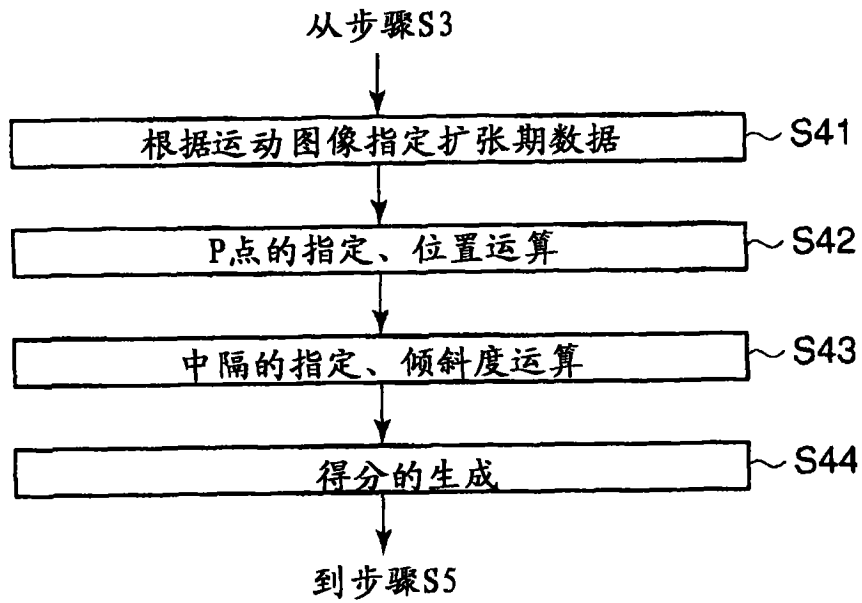 从步骤S3
根据运动图像指定扩张期数据 S41
P点的指定、位置运算 S42
中隔的指定、倾斜度运算 S43
得分的生成 S44
到步骤S5